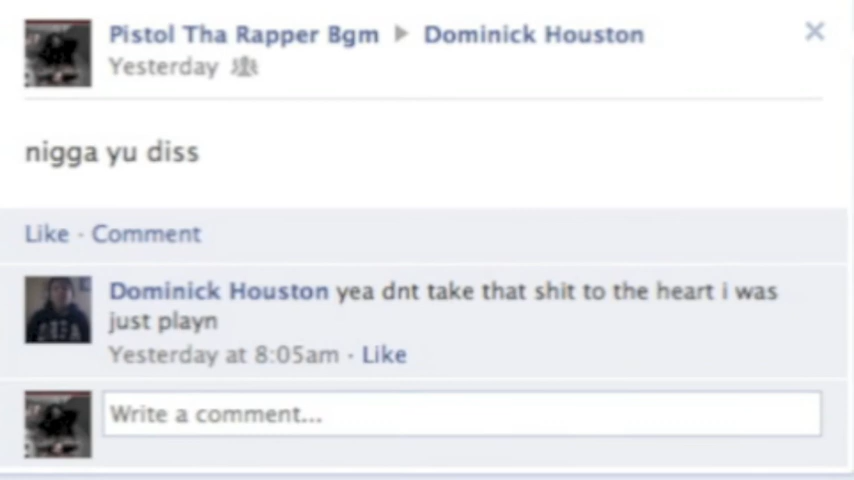 Pistol Tha Rapper Bgm ▶ Dominick Houston
Yesterday
nigga yu diss
Like · Comment
Dominick Houston yea dnt take that shit to the heart i was
just playn
Yesterday at 8:05am · Like
Write a comment...